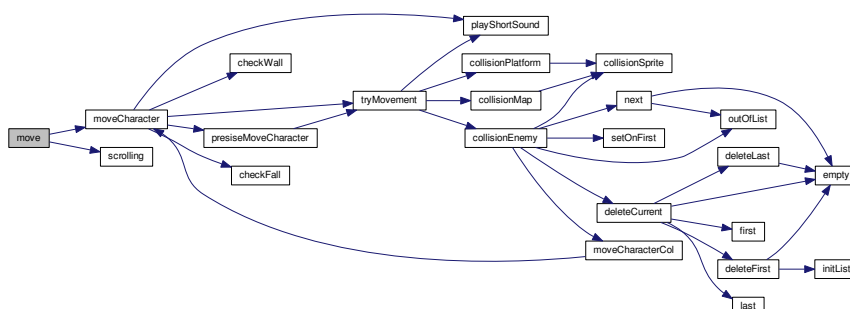 move
moveCharacter
scrolling
checkWall
presiseMoveCharacter
checkFall
tryMovement
playShortSound
collisionPlatform
collisionMap
collisionEnemy
collisionSprite
next
setOnFirst
deleteCurrent
moveCharacterCol
outOfList
deleteLast
first
deleteFirst
last
empty
initList